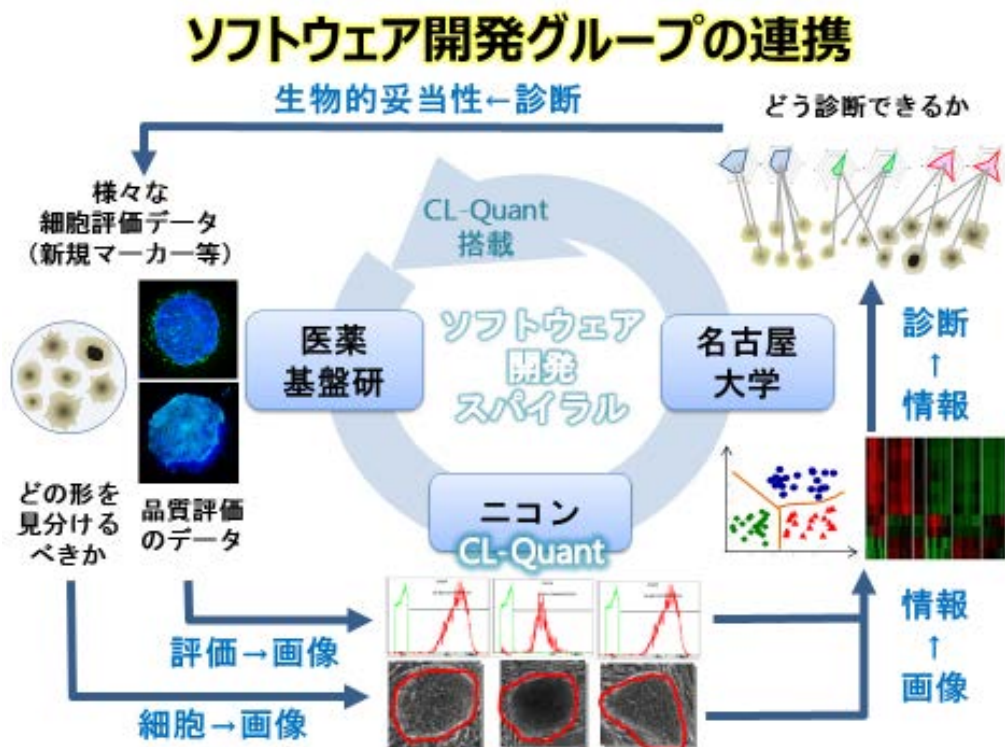 ソフトウェア開発グループの連携
生物的妥当性←診断
どう診断できるか
様々な
細胞評価データ
（新規マーカー等）
CL-Quant
搭載
医薬
基盤研
ソフトウェア
開発
スパイラル
名古屋
大学
診断
↑
情報
どの形を
見分ける
べきか
品質評価
のデータ
ニコン
CL-Quant
評価→画像
細胞→画像
情報
↑
画像